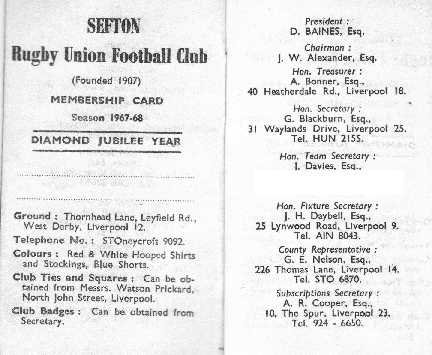 SEFTON
Rugby Union Football Club
(Founded 1907)
MEMBERSHIP CARD
Season 1967-68
DIAMOND JUBILEE YEAR
Ground : Thornhead Lane, Leyfield Rd.,
West Derby, Liverpool 12.
Telephone No. : STOneycroft 9092.
Colours : Red & White Hooped Shirts
and Stockings, Blue Shorts.
Club Ties and Squares : Can be ob-
tained from Messrs. Watson Prickard,
North John Street, Liverpool.
Club Badges : Can be obtained from
Secretary.
President :
D. BAINES, Esq.
Chairman :
J. W. Alexander, Esq.
Hon. Treasurer :
A. Bonner, Esq.,
40 Heatherdale Rd., Liverpool 18.
Hon. Secretary :
G. Blackburn, Esq.,
31 Waylands Drive, Liverpool 25.
Tel. HUN 2155.
Hon. Team Secretary :
J. Davies, Esq.,
Hon. Fixture Secretary :
J. H. Daybell, Esq.,
25 Lynwood Road, Liverpool 9.
Tel. AIN 8043.
County Representative :
G. E. Nelson, Esq.,
226 Thomas Lane, Liverpool 14.
Tel. STO 6870.
Subscriptions Secretary :
A. R. Cooper, Esq.,
10, The Spur, Liverpool 23.
Tel. 924 - 6650.